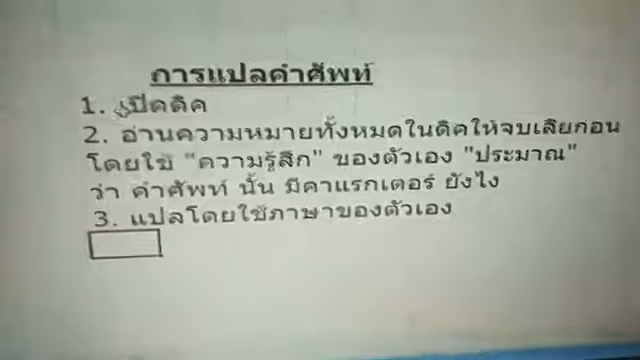 การแปลคำศัพท์
1. เปิดดิค
2. อ่านความหมายทั้งหมดในดิคให้จบเสียก่อน
โดยใช้ "ความรู้สึก" ของตัวเอง "ประมาณ"
ว่า คำศัพท์ นั้น มีคาแรกเตอร์ ยังไง
3. แปลโดยใช้ภาษาของตัวเอง